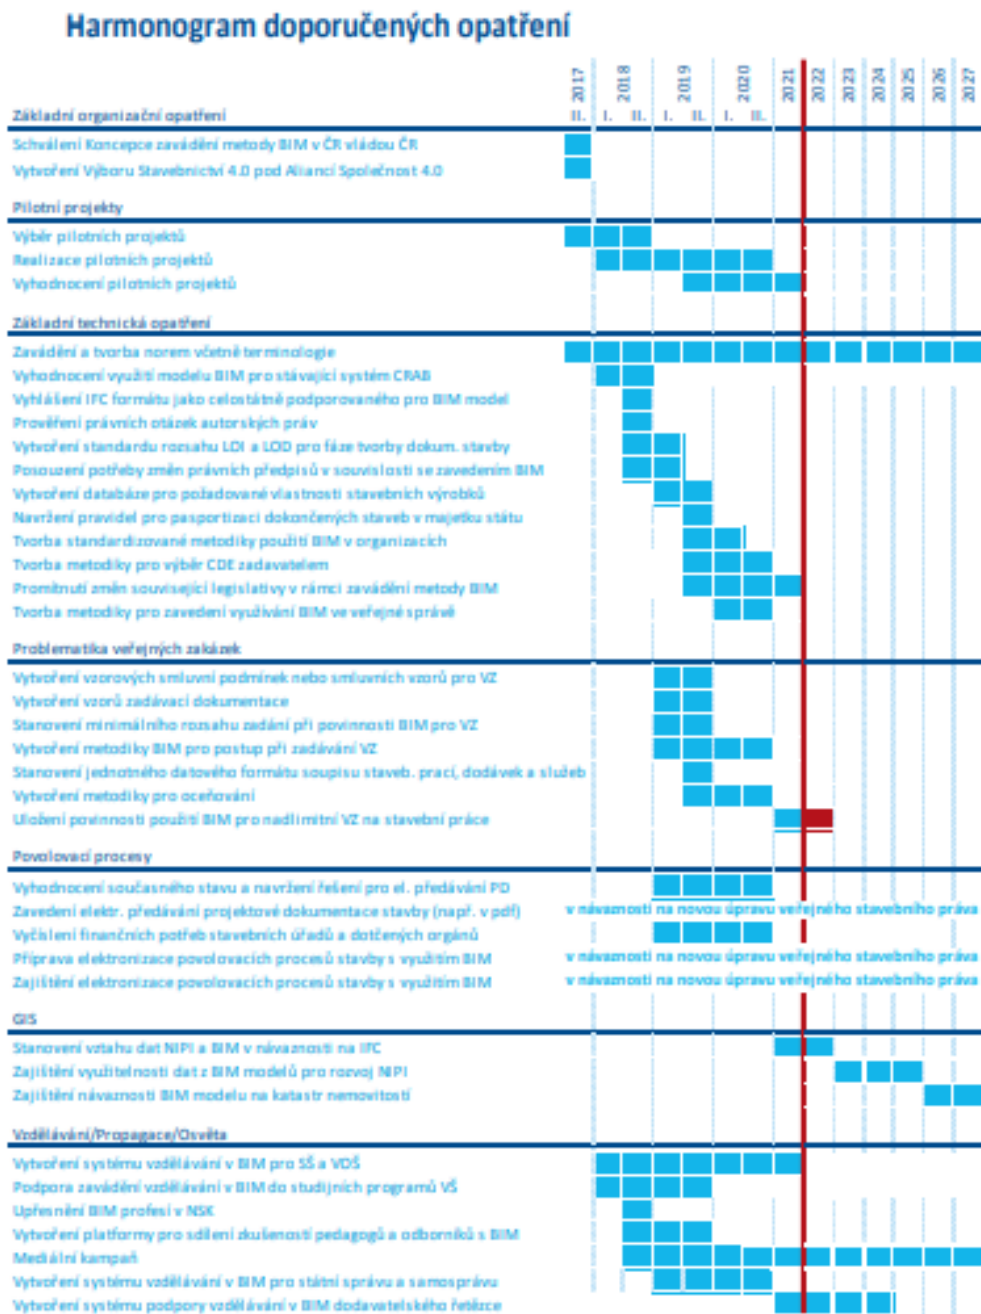 Harmonogram doporučených opatření
2017 2018 2019 2020 2021 2022 2023 2024 2025 2026 2027
Základní organizační opatření II. I. II. I. II. I. II.
Schválení Koncepce zavádění metody BIM v ČR vládou ČR
Vytvoření Výboru Stavebnictví 4.0 pod Aliancí Společnost 4.0
Pilotní projekty
Výběr pilotních projektů
Realizace pilotních projektů
Vyhodnocení pilotních projektů
Základní technická opatření
Zavádění a tvorba norem včetně terminologie
Vyhodnocení využití modelu BIM pro stávající systém CRAB
Vyhlášení IFC formátu jako celostátně podporovaného pro BIM model
Prověření právních otázek autorských práv
Vytvoření standardu rozsahu LOI a LOD pro fáze tvorby dokum. stavby
Posouzení potřeby změn právních předpisů v souvislosti se zavedením BIM
Vytvoření databáze pro požadované vlastnosti stavebních výrobků
Navržení pravidel pro pasportizaci dokončených staveb v majetku státu
Tvorba standardizované metodiky použití BIM v organizacích
Tvorba metodiky pro výběr CDE zadavatelem
Promítnutí změn související legislativy v rámci zavádění metody BIM
Tvorba metodiky pro zavedení využívání BIM ve veřejné správě
Problematika veřejných zakázek
Vytvoření vzorových smluvní podmínek nebo smluvních vzorů pro VZ
Vytvoření vzorů zadávací dokumentace
Stanovení minimálního rozsahu zadání při povinnosti BIM pro VZ
Vytvoření metodiky BIM pro postup při zadávání VZ
Stanovení jednotného datového formátu soupisu staveb. prací, dodávek a služeb
Vytvoření metodiky pro oceňování
Uložení povinnosti použití BIM pro nadlimitní VZ na stavební práce
Povolovací procesy
Vyhodnocení současného stavu a navržení řešení pro el. předávání PD
Zavedení elektr. předávání projektové dokumentace stavby (např. v pdf) v návaznosti na novou úpravu veřejného stavebního práva
Vyčíslení finančních potřeb stavebních úřadů a dotčených orgánů
Příprava elektronizace povolovacích procesů stavby s využitím BIM v návaznosti na novou úpravu veřejného stavebního práva
Zajištění elektronizace povolovacích procesů stavby s využitím BIM v návaznosti na novou úpravu veřejného stavebního práva
GIS
Stanovení vztahu dat NIPI a BIM v návaznosti na IFC
Zajištění využitelnosti dat z BIM modelů pro rozvoj NIPI
Zajištění návaznosti BIM modelu na katastr nemovitostí
Vzdělávání/Propagace/Osvěta
Vytvoření systému vzdělávání v BIM pro SŠ a VOŠ
Podpora zavádění vzdělávání v BIM do studijních programů VŠ
Upřesnění BIM profesí v NSK
Vytvoření platformy pro sdílení zkušeností pedagogů a odborníků s BIM
Mediální kampaň
Vytvoření systému vzdělávání v BIM pro státní správu a samosprávu
Vytvoření systému podpory vzdělávání v BIM dodavatelského řetězce